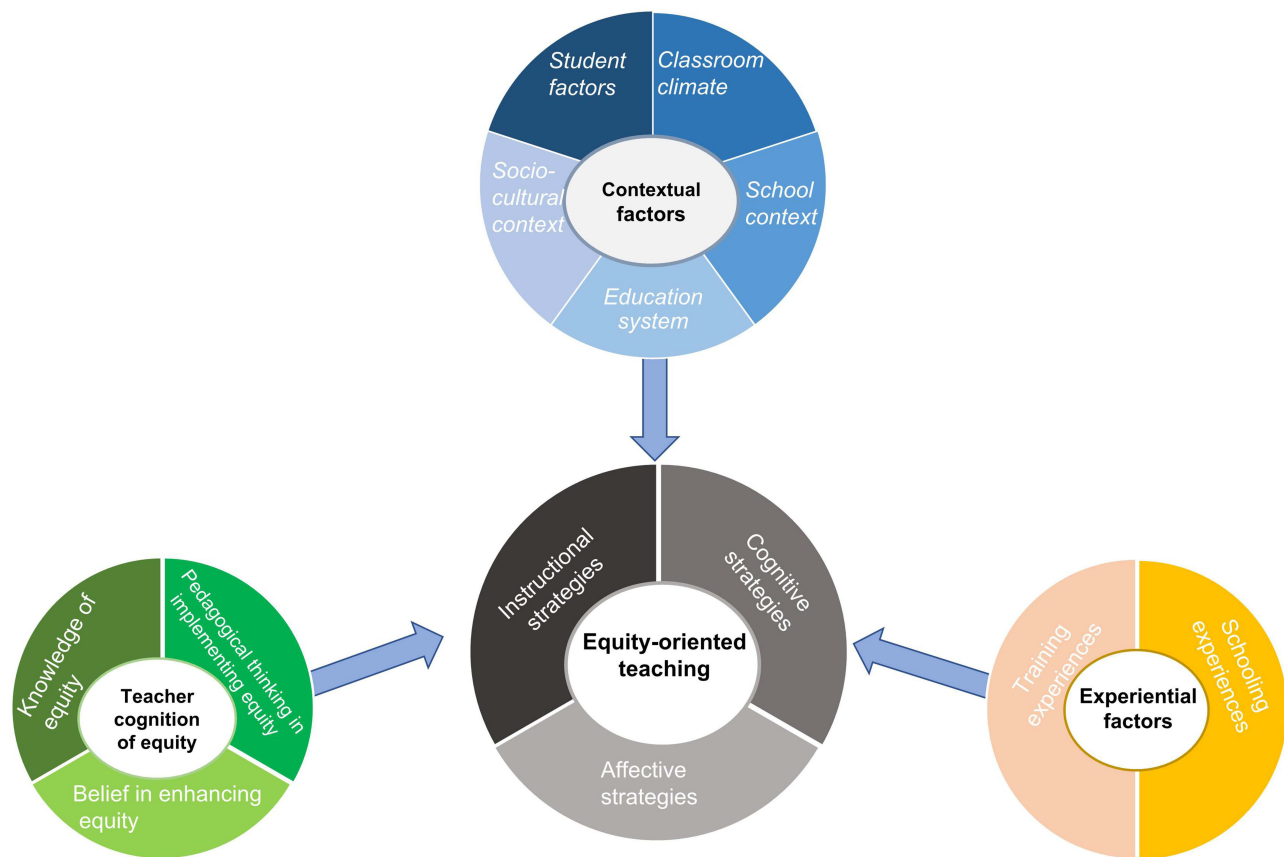 Student
factors
Classroom
climate
Socio-
cultural
context
Contextual
factors
School
context
Education
system
Instructional
strategies
Cognitive
strategies
Equity-oriented
teaching
Affective
strategies
Knowledge of
equity
Pedagogical thinking in
implementing equity
Teacher
cognition
of equity
Belief in enhancing
equity
Training
experiences
Schooling
experiences
Experiential
factors